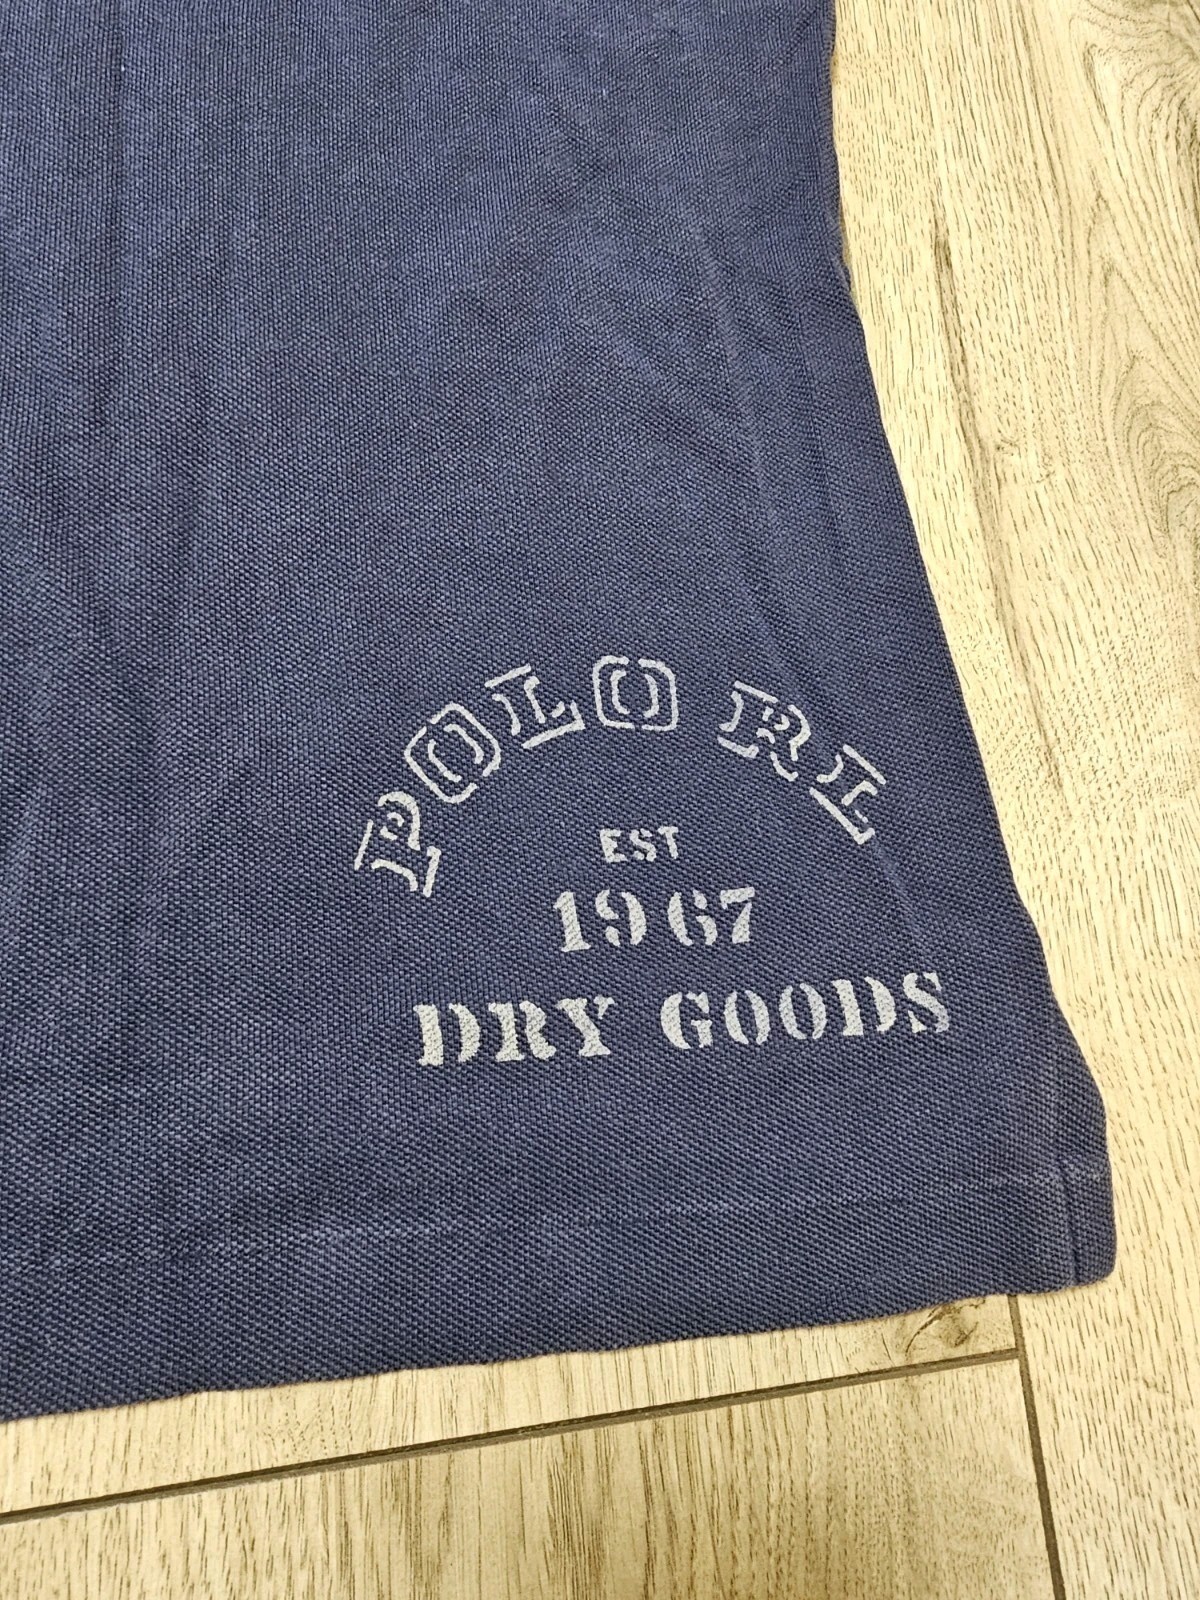 POLO RL
EST
1967
DRY GOODS